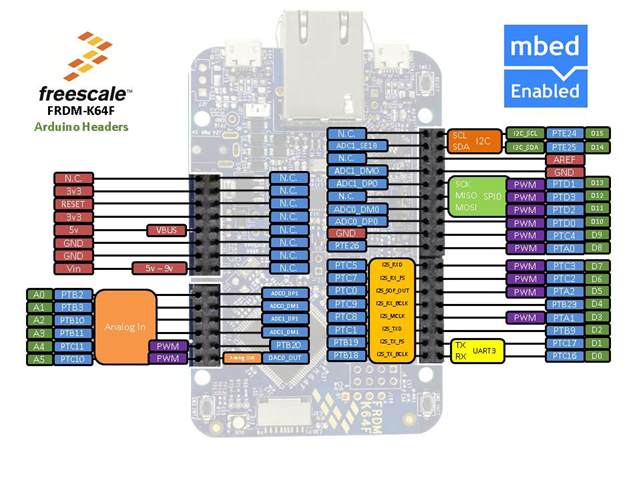 freescale™
FRDM-K64F
Arduino Headers
mbed
Enabled
N.C.
ADC1_SE18
N.C.
ADC1_DM0
ADC1_DP0
N.C.
ADC0_DM0
ADC0_DP0
GND
PTE26
SCL
SDA
I2C
I2C_SCL PTE24 D15
I2C_SDA PTE25 D14
AREF
GND
SCK
MISO
MOSI
SPI0
PWM PTD1 D13
PWM PTD3 D12
PWM PTD2 D11
PWM PTD0 D10
PWM PTC4 D9
PWM PTA0 D8
N.C. N.C.
3v3 N.C.
RESET N.C.
3v3 N.C.
5v VBUS N.C.
GND N.C.
GND N.C.
Vin 5v – 9v N.C.
PTC5 I2S_RXD
PTC7 I2S_RX_FS
PTC0 I2S_SOF_OUT
PTC9 I2S_RX_BCLK
PTC8 I2S_MCLK
PTC1 I2S_TXD
PTB19 I2S_TX_FS
PTB18 I2S_TX_BCLK
PWM PTC3 D7
PWM PTC2 D6
PWM PTA2 D5
PTB23 D4
PWM PTA1 D3
PTB9 D2
TX
RX
UART3
PTC17 D1
PTC16 D0
A0 PTB2 ADC0_DP1
A1 PTB3 ADC0_DM1
A2 PTB10 ADC1_DP1
A3 PTB11 ADC1_DM1
A4 PTC11 PWM PTB20
A5 PTC10 PWM Analog Out DAC0_OUT
Analog In
FRDM
K64F